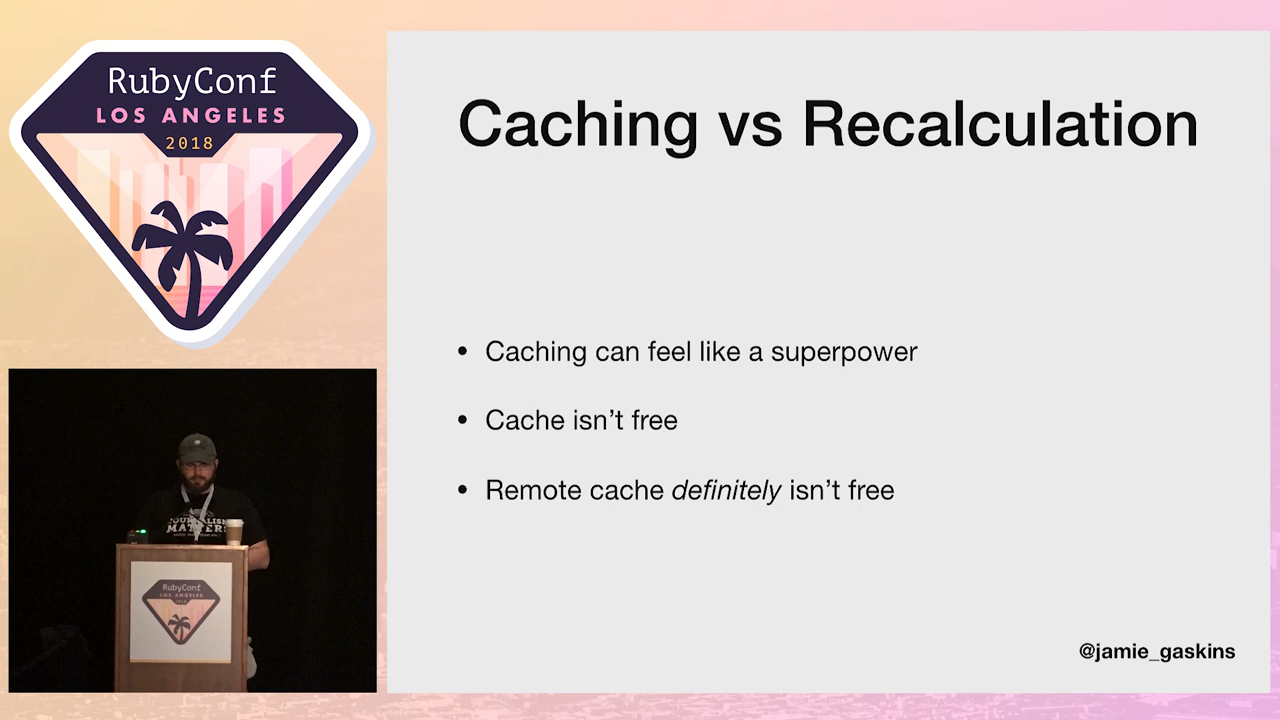 RubyConf
LOS ANGELES
2018
Caching vs Recalculation
• Caching can feel like a superpower
• Cache isn’t free
• Remote cache definitely isn’t free
@jamie_gaskins
MATTERS
RubyConf
LOS ANGELES
2018